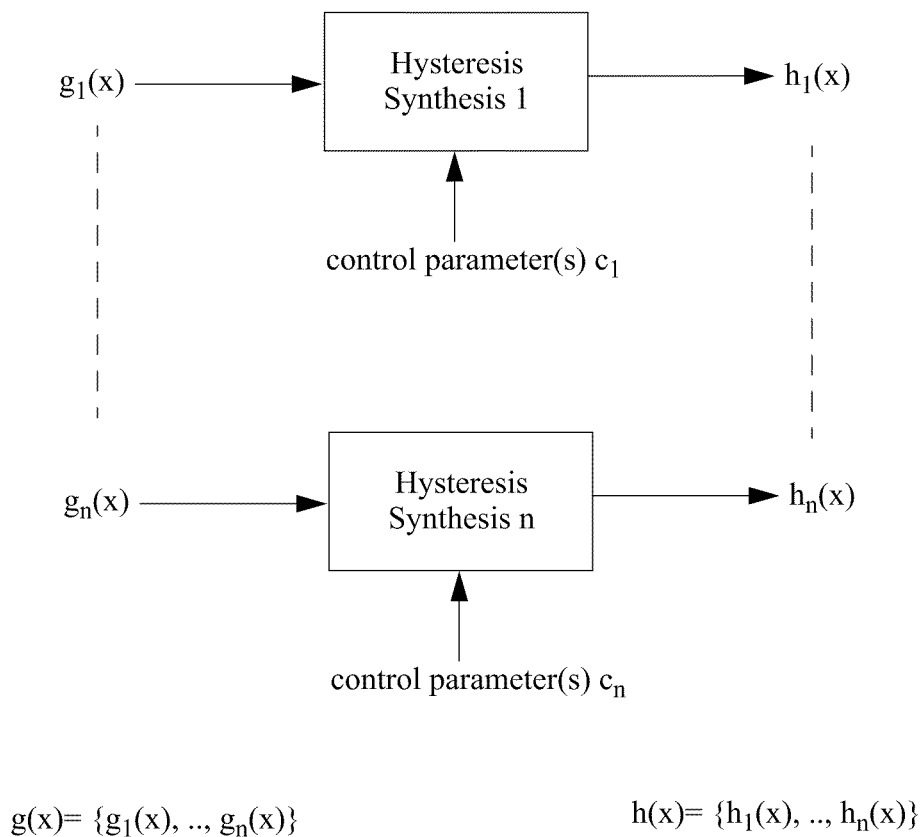 g₁(x)
Hysteresis
Synthesis 1
h₁(x)
control parameter(s) c₁
gₙ(x)
Hysteresis
Synthesis n
hₙ(x)
control parameter(s) cₙ
g(x)= {g₁(x), .., gₙ(x)}
h(x)= {h₁(x), .., hₙ(x)}